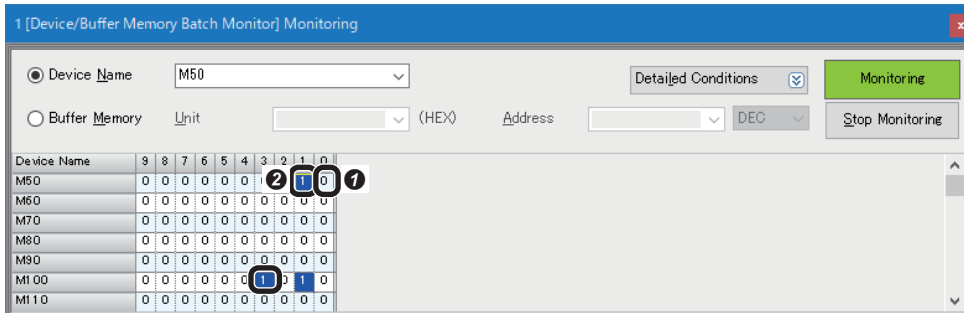 1 [Device/Buffer Memory Batch Monitor] Monitoring
Device Name M50 Detailed Conditions Monitoring
Buffer Memory Unit (HEX) Address DEC Stop Monitoring
Device Name 9 8 7 6 5 4 3 2 1 0
M50 0 0 0 0 0 0 ❷ 1 0 ❶
M60 0 0 0 0 0 0 0 0 0 0
M70 0 0 0 0 0 0 0 0 0 0
M80 0 0 0 0 0 0 0 0 0 0
M90 0 0 0 0 0 0 0 0 0 0
M100 0 0 0 0 0 0 1 0 1 0
M110 0 0 0 0 0 0 0 0 0 0